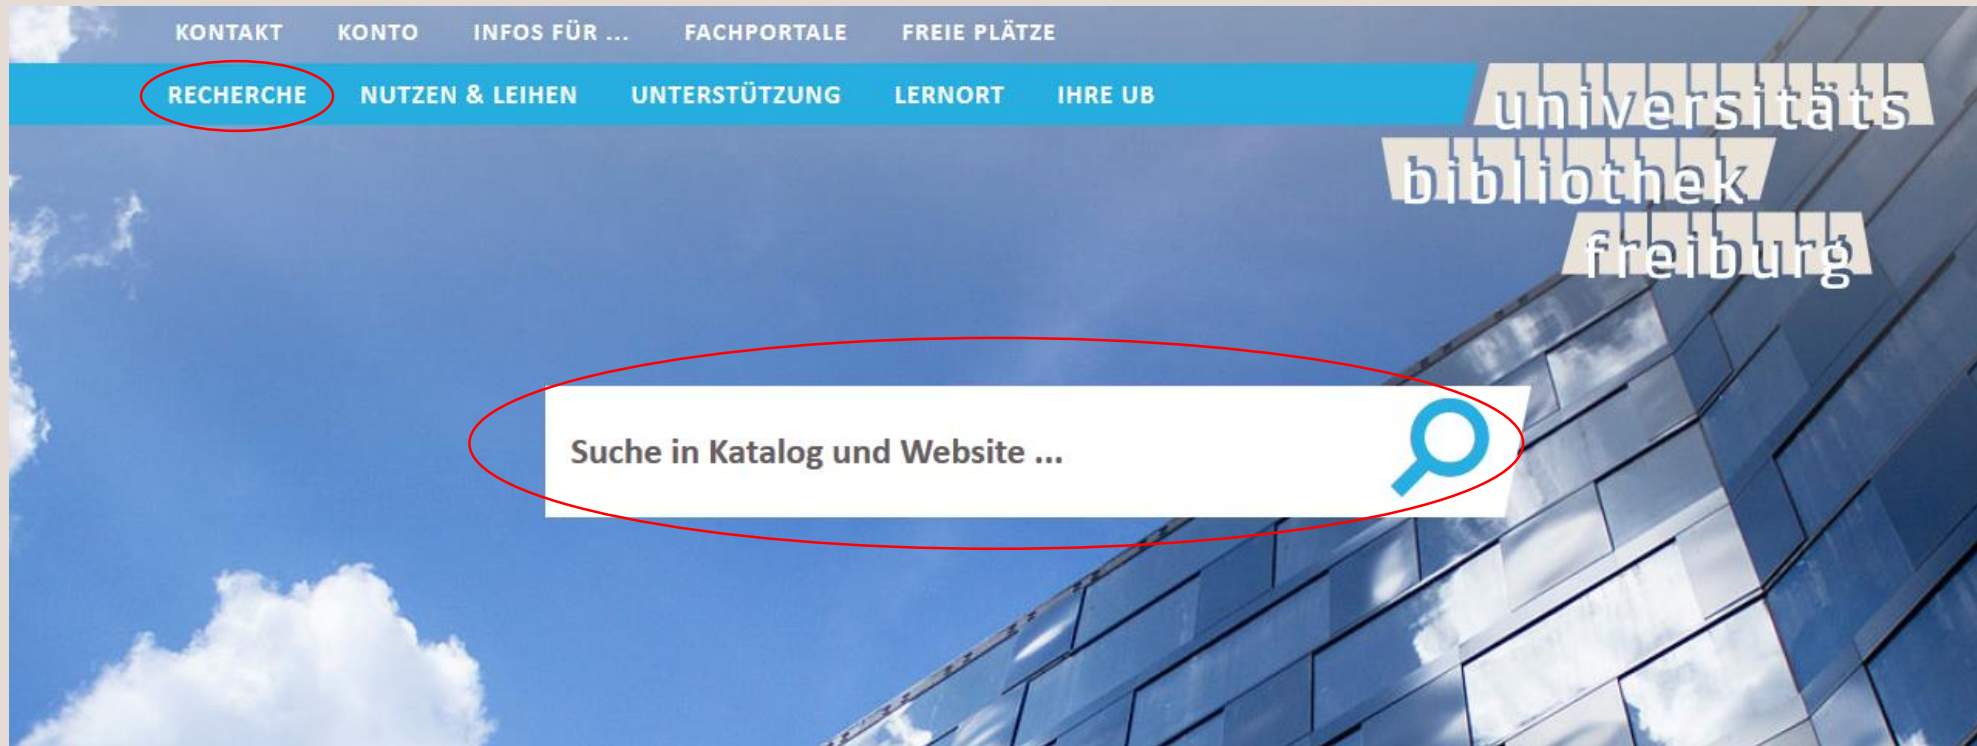 KONTAKT KONTO INFOS FÜR ... FACHPORTALE FREIE PLÄTZE
RECHERCHE NUTZEN & LEIHEN UNTERSTÜTZUNG LERNORT IHRE UB
universitäts
bibliothek
freiburg
Suche in Katalog und Website ...